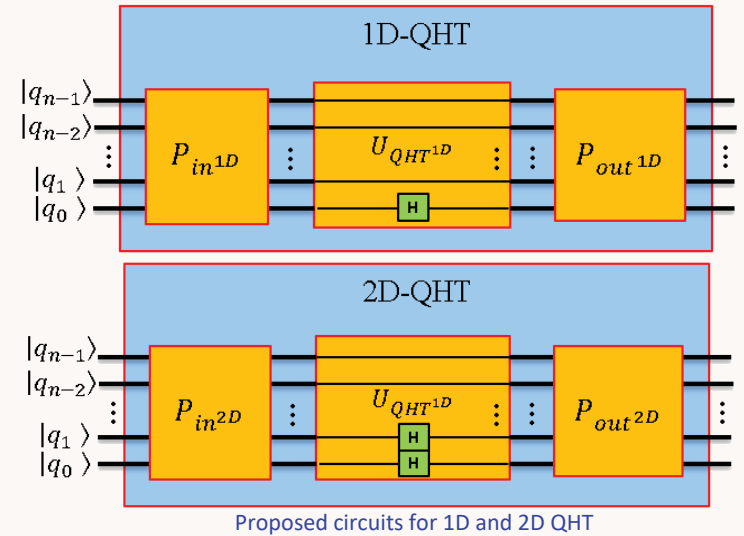 1D-QHT
|q_{n-1}⟩
|q_{n-2}⟩
⋮
|q_1⟩
|q_0⟩
P_{in^{1D}}
⋮
U_{QHT^{1D}}
⋮
H
⋮
P_{out^{1D}}
⋮
2D-QHT
|q_{n-1}⟩
|q_{n-2}⟩
⋮
|q_1⟩
|q_0⟩
P_{in^{2D}}
⋮
U_{QHT^{1D}}
⋮
H
H
⋮
P_{out^{2D}}
⋮
Proposed circuits for 1D and 2D QHT